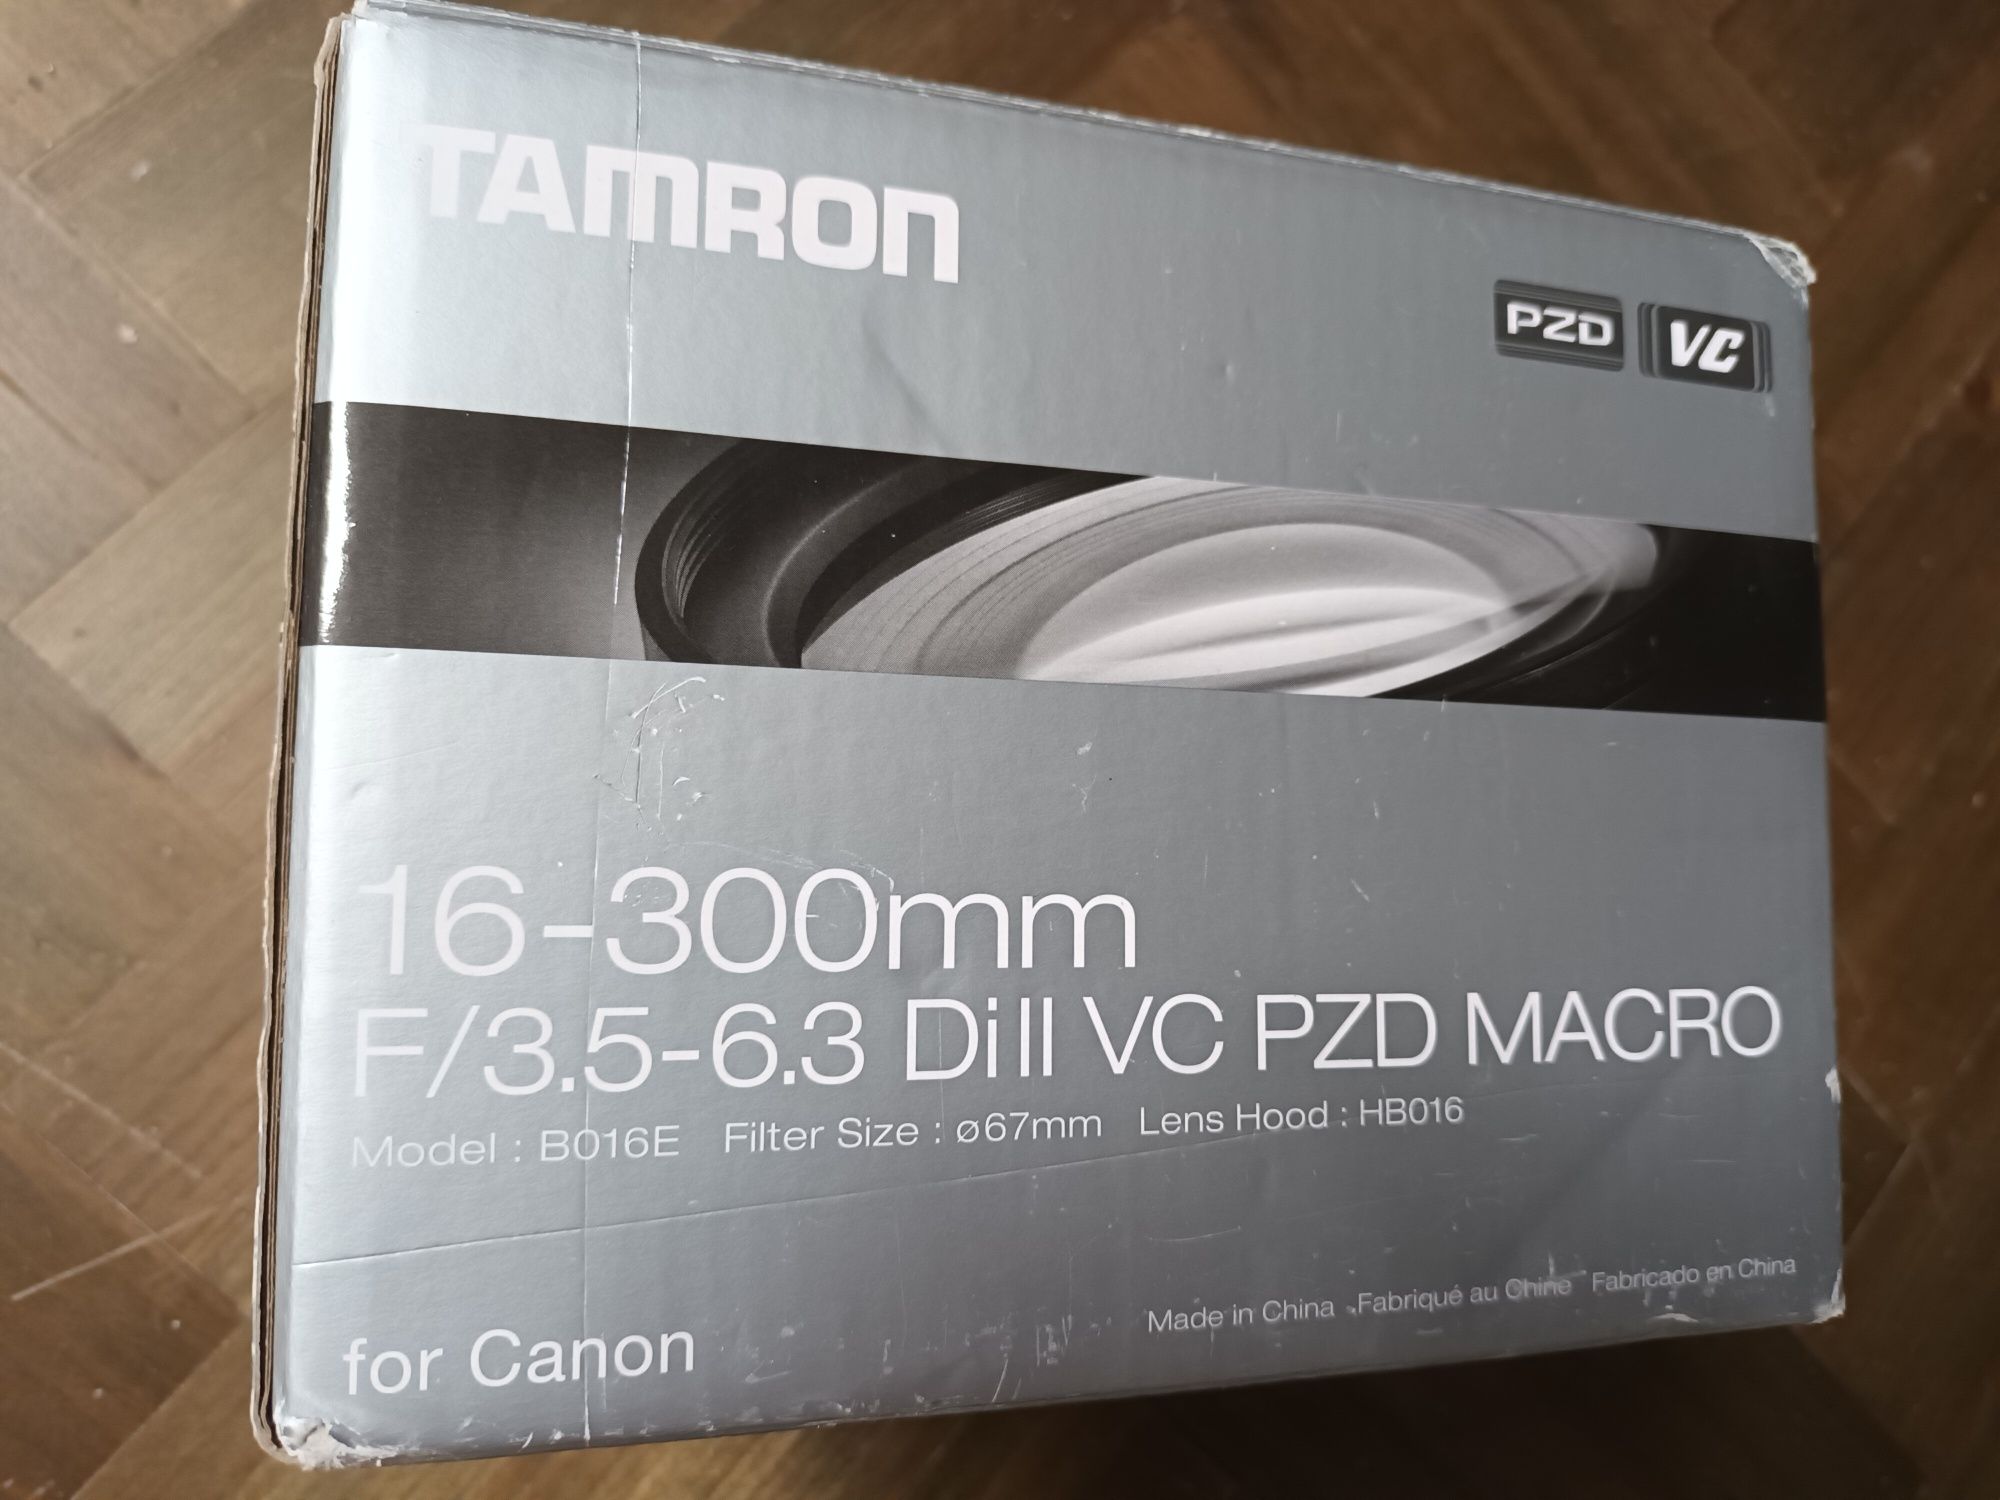 TAMRON
PZD VC
16-300mm
F/3.5-6.3 Di II VC PZD MACRO
Model : B016E Filter Size : ø67mm Lens Hood : HB016
for Canon
Made in China Fabriqué au Chine Fabricado en China